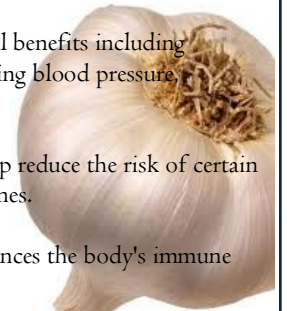 l benefits including
ing blood pressure,
p reduce the risk of certain
nes.
nces the body's immune